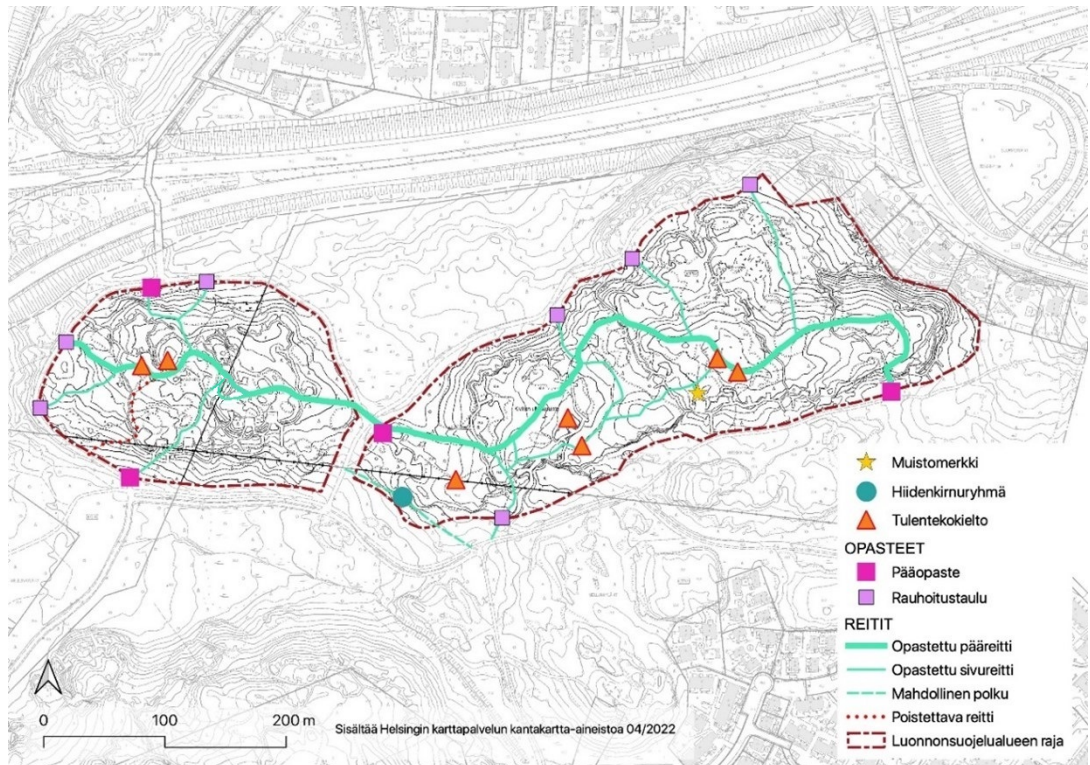 Muistomerkki
Hiidenkirnuryhmä
Tulentekokielto
OPASTEET
Pääopaste
Rauhoitustaulu
REITIT
Opastettu pääreitti
Opastettu sivureitti
Mahdollinen polku
Poistettava reitti
Luonnonsuojelualueen raja
0 100 200 m
Sisältää Helsingin karttapalvelun kantakartta-aineistoa 04/2022